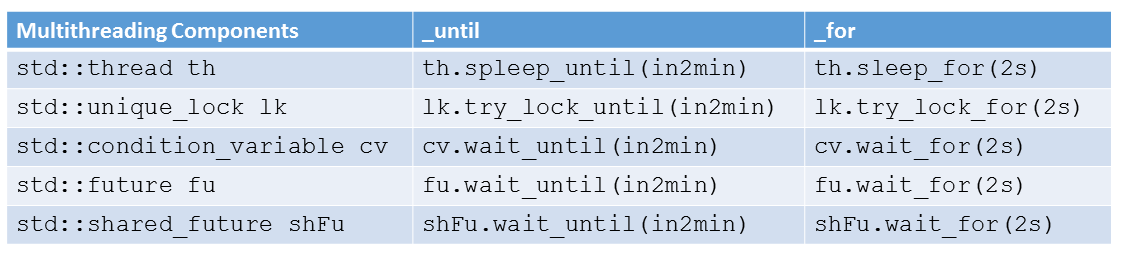 Multithreading Components _until _for
std::thread th th.spleep_until(in2min) th.sleep_for(2s)
std::unique_lock lk lk.try_lock_until(in2min) lk.try_lock_for(2s)
std::condition_variable cv cv.wait_until(in2min) cv.wait_for(2s)
std::future fu fu.wait_until(in2min) fu.wait_for(2s)
std::shared_future shFu shFu.wait_until(in2min) shFu.wait_for(2s)